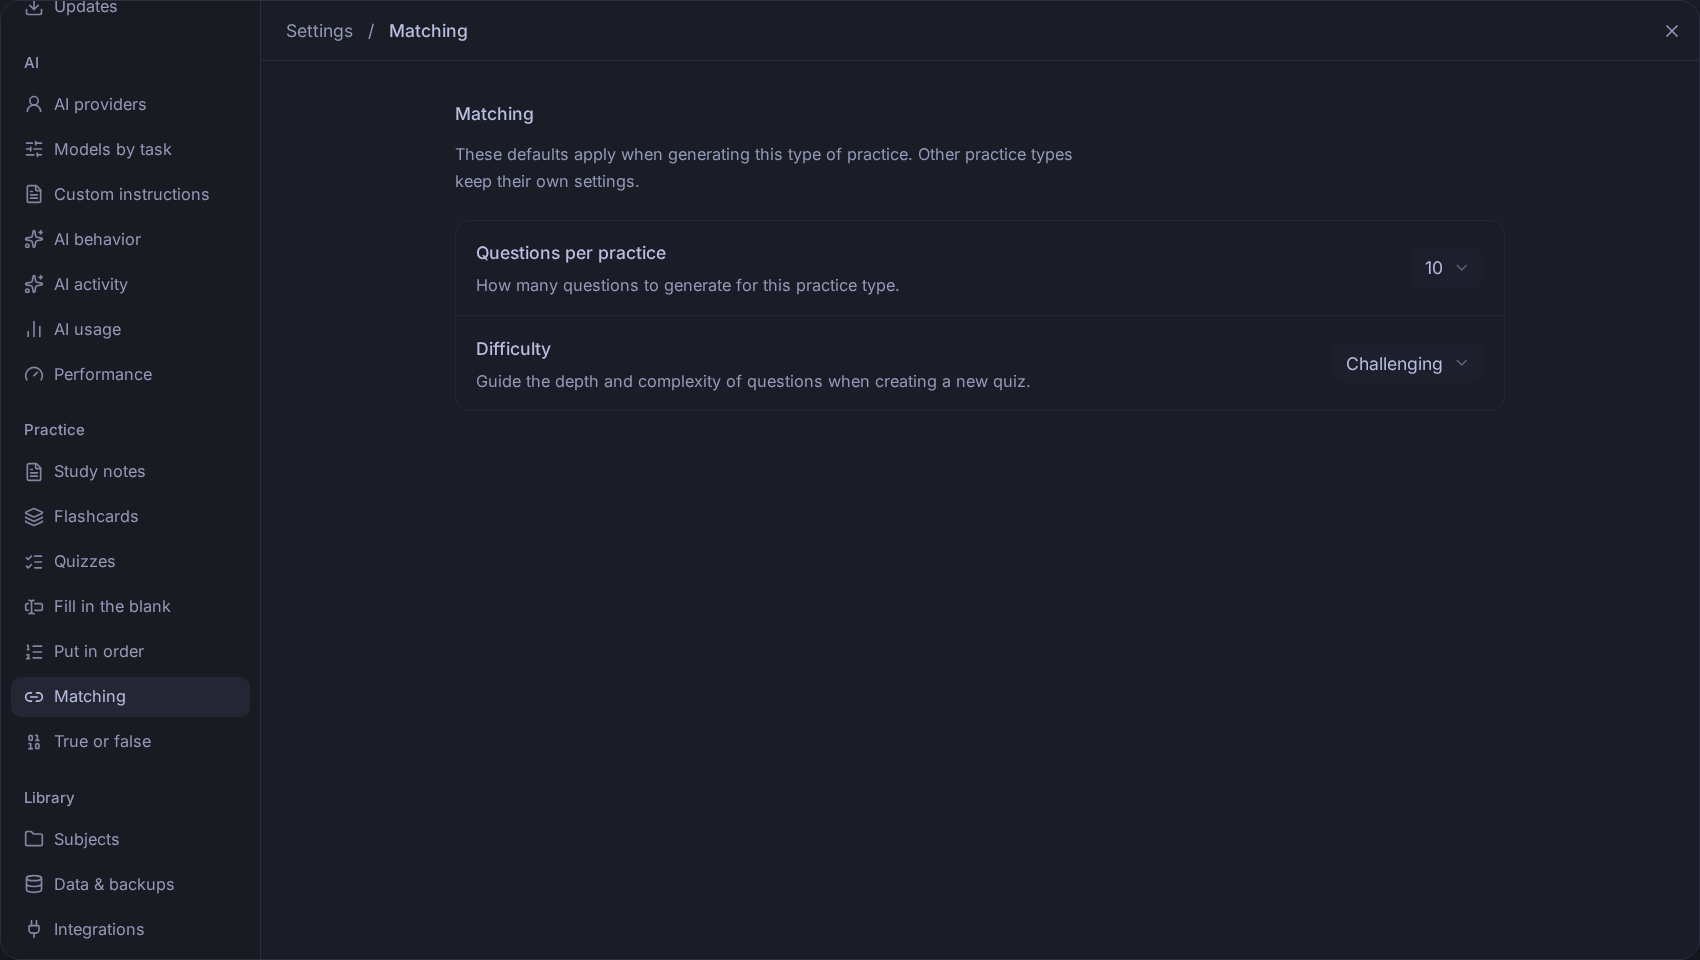 Updates
AI
AI providers
Models by task
Custom instructions
AI behavior
AI activity
AI usage
Performance
Practice
Study notes
Flashcards
Quizzes
Fill in the blank
Put in order
Matching
True or false
Library
Subjects
Data & backups
Integrations
Settings / Matching
Matching
These defaults apply when generating this type of practice. Other practice types
keep their own settings.
Questions per practice
How many questions to generate for this practice type.
10
Difficulty
Guide the depth and complexity of questions when creating a new quiz.
Challenging